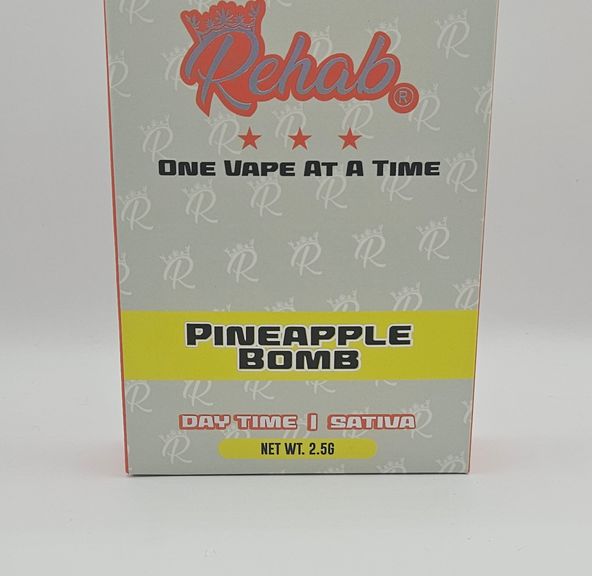 Rehab®
ONE VAPE AT A TIME
PINEAPPLE
BOMB
DAY TIME | SATIVA
NET WT. 2.5G